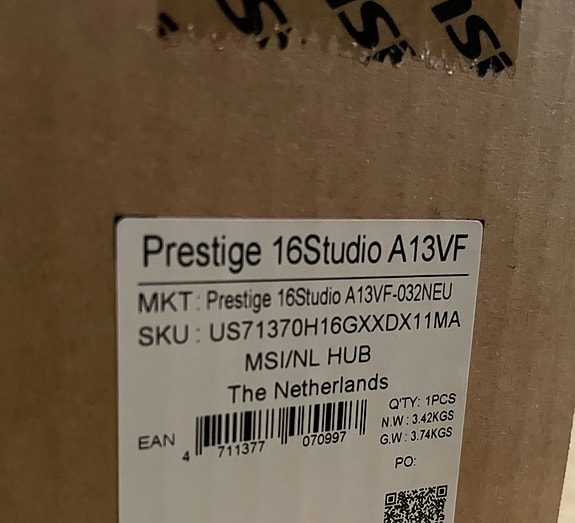 msi
Prestige 16Studio A13VF
MKT : Prestige 16Studio A13VF-032NEU
SKU : US71370H16GXXDX11MA
MSI/NL HUB
The Netherlands
Q'TY: 1PCS
N.W : 3.42KGS
G.W : 3.74KGS
EAN
4 711377 070997
PO: